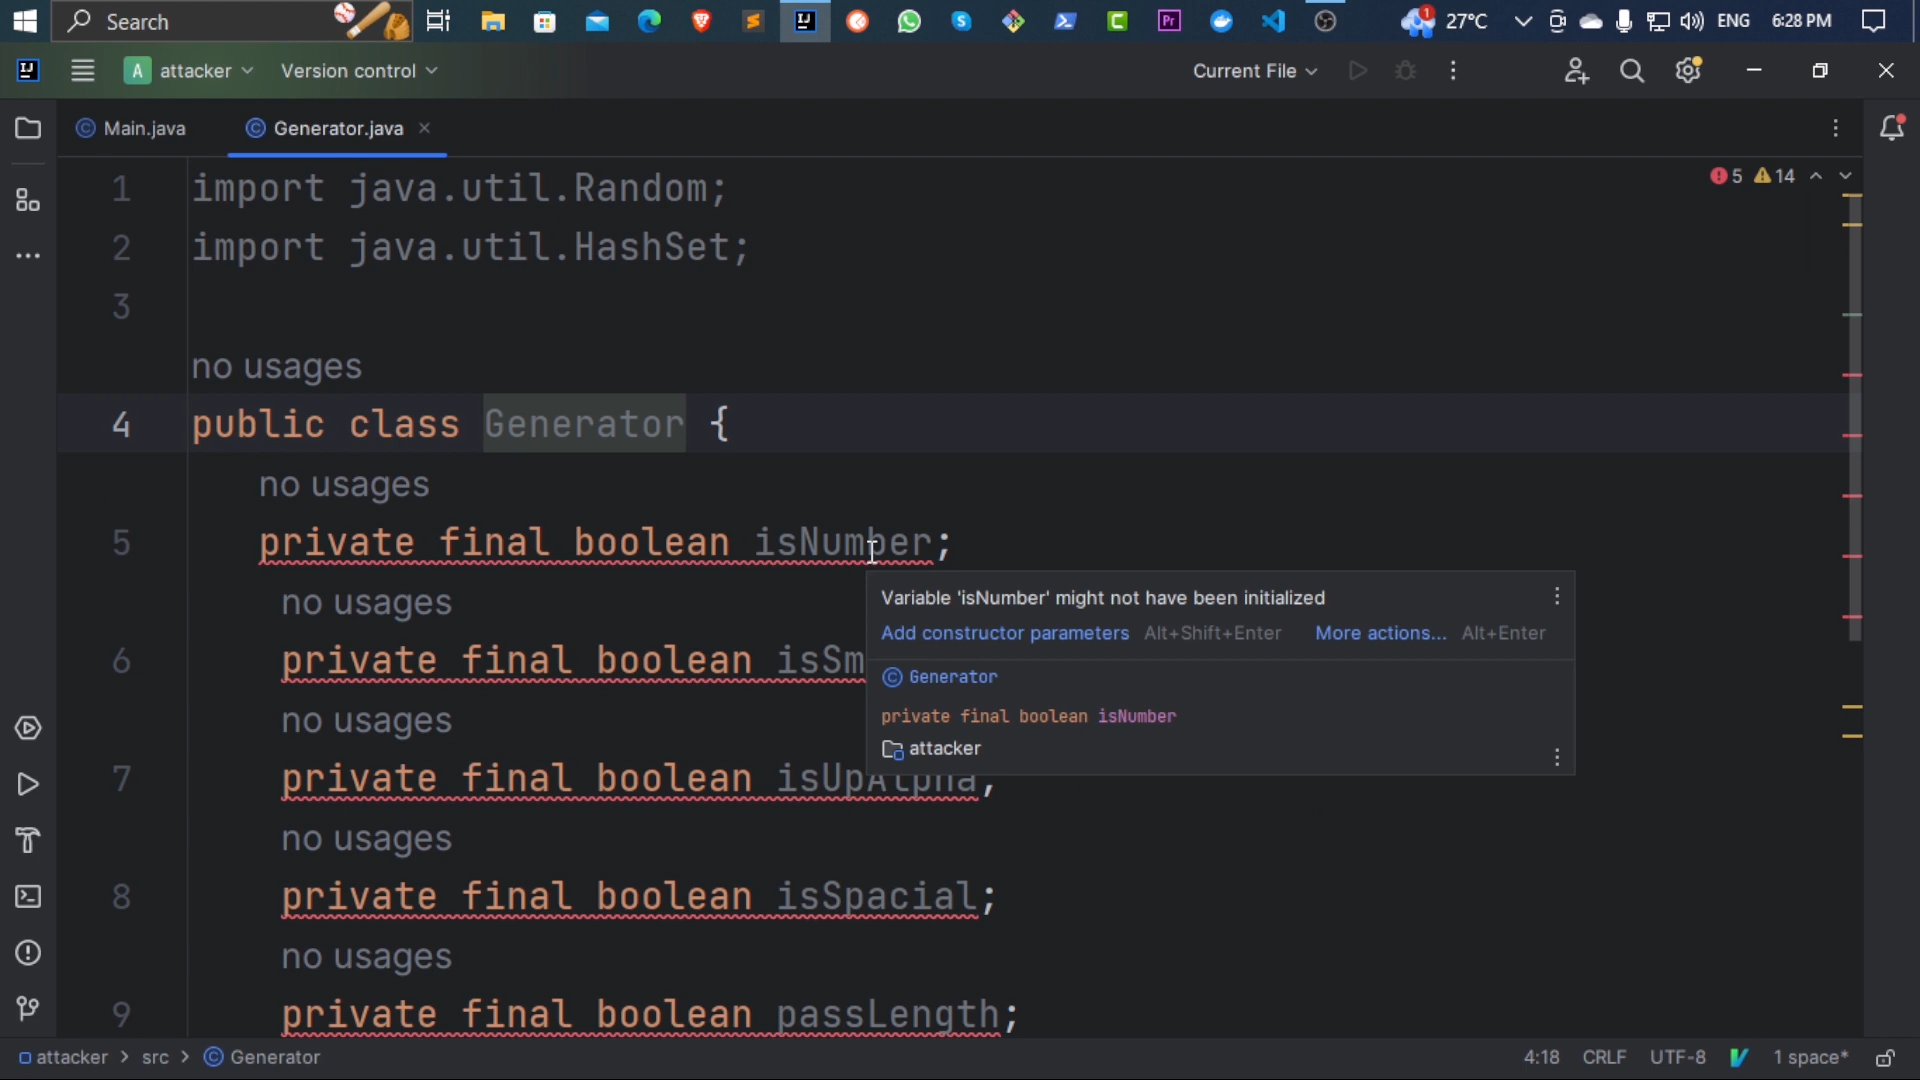 Search
1
27°C
ENG
6:28 PM
IJ
A attacker
Version control
Current File
Main.java
Generator.java
5
14
1 import java.util.Random;
2 import java.util.HashSet;
3
no usages
4 public class Generator {
no usages
5 private final boolean isNumber;
no usages
6 private final boolean isSm
no usages
7 private final boolean isUpAlpha;
no usages
8 private final boolean isSpacial;
no usages
9 private final boolean passLength;
Variable 'isNumber' might not have been initialized
Add constructor parameters Alt+Shift+Enter More actions... Alt+Enter
© Generator
private final boolean isNumber
attacker
attacker > src > © Generator
4:18 CRLF UTF-8 1 space*